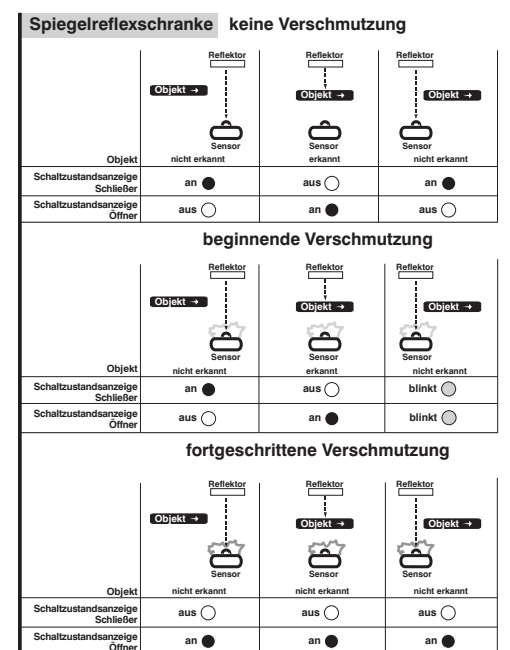 Spiegelreflexschranke keine Verschmutzung
Reflektor Reflektor Reflektor
Objekt → Objekt → Objekt →
Sensor Sensor Sensor
Objekt nicht erkannt erkannt nicht erkannt
Schaltzustandsanzeige Schließer an aus an
Schaltzustandsanzeige Öffner aus an aus
beginnende Verschmutzung
Reflektor Reflektor Reflektor
Objekt → Objekt → Objekt →
Sensor Sensor Sensor
Objekt nicht erkannt erkannt nicht erkannt
Schaltzustandsanzeige Schließer an aus blinkt
Schaltzustandsanzeige Öffner aus an blinkt
fortgeschrittene Verschmutzung
Reflektor Reflektor Reflektor
Objekt → Objekt → Objekt →
Sensor Sensor Sensor
Objekt nicht erkannt nicht erkannt nicht erkannt
Schaltzustandsanzeige Schließer aus aus aus
Schaltzustandsanzeige Öffner an an an